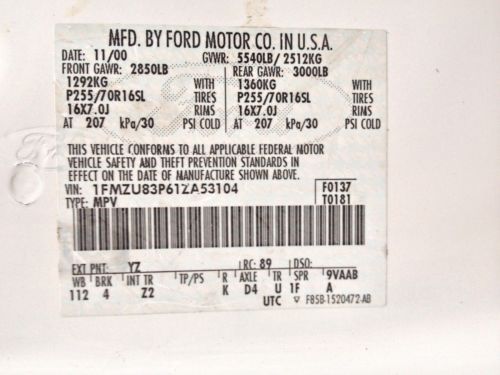 MFD. BY FORD MOTOR CO. IN U.S.A.
DATE: 11/00 GVWR: 5540LB/ 2512KG
FRONT GAWR: 2850LB REAR GAWR: 3000LB
1292KG WITH 1360KG WITH
P255/70R16SL TIRES P255/70R16SL TIRES
16X7.0J RIMS 16X7.0J RIMS
AT 207 kPa/30 PSI COLD AT 207 kPa/30 PSI COLD
THIS VEHICLE CONFORMS TO ALL APPLICABLE FEDERAL MOTOR
VEHICLE SAFETY AND THEFT PREVENTION STANDARDS IN
EFFECT ON THE DATE OF MANUFACTURE SHOWN ABOVE.
VIN: 1FMZU83P61ZA53104 F0137
TYPE: MPV T0181
EXT PNT: YZ RC: 89 DSO:
WB BRK INT TR TP/PS R AXLE TR SPR 9VAAB
112 4 Z2 K D4 U 1F A
UTC F85B-1520472-AB